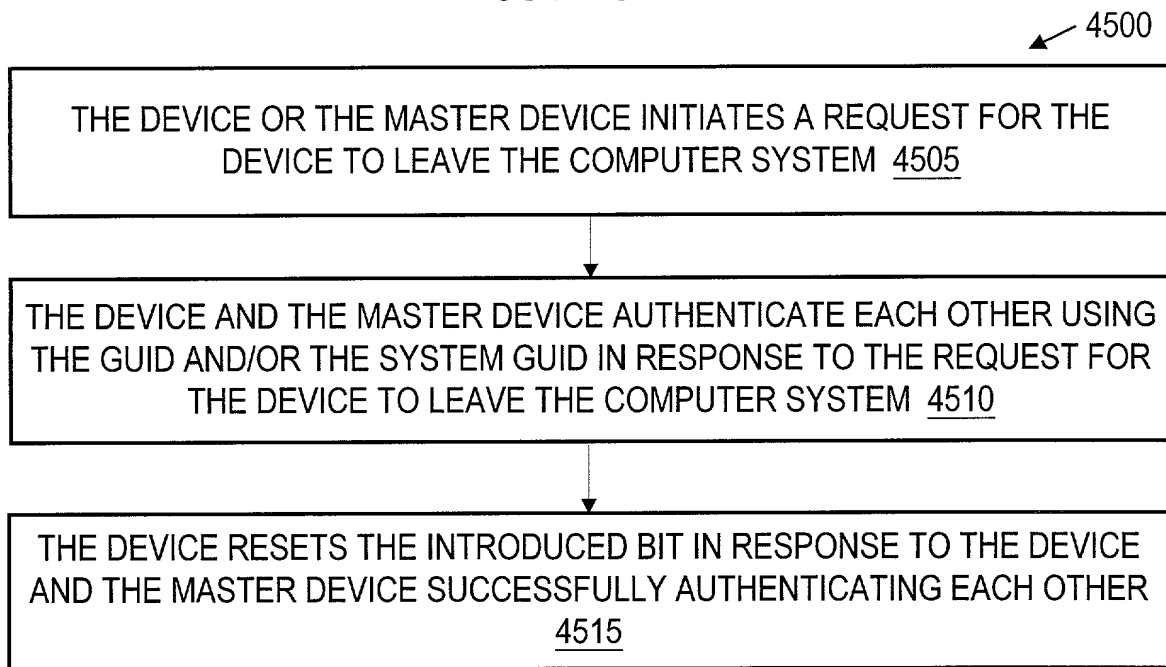 4500
THE DEVICE OR THE MASTER DEVICE INITIATES A REQUEST FOR THE
DEVICE TO LEAVE THE COMPUTER SYSTEM 4505
THE DEVICE AND THE MASTER DEVICE AUTHENTICATE EACH OTHER USING
THE GUID AND/OR THE SYSTEM GUID IN RESPONSE TO THE REQUEST FOR
THE DEVICE TO LEAVE THE COMPUTER SYSTEM 4510
THE DEVICE RESETS THE INTRODUCED BIT IN RESPONSE TO THE DEVICE
AND THE MASTER DEVICE SUCCESSFULLY AUTHENTICATING EACH OTHER
4515